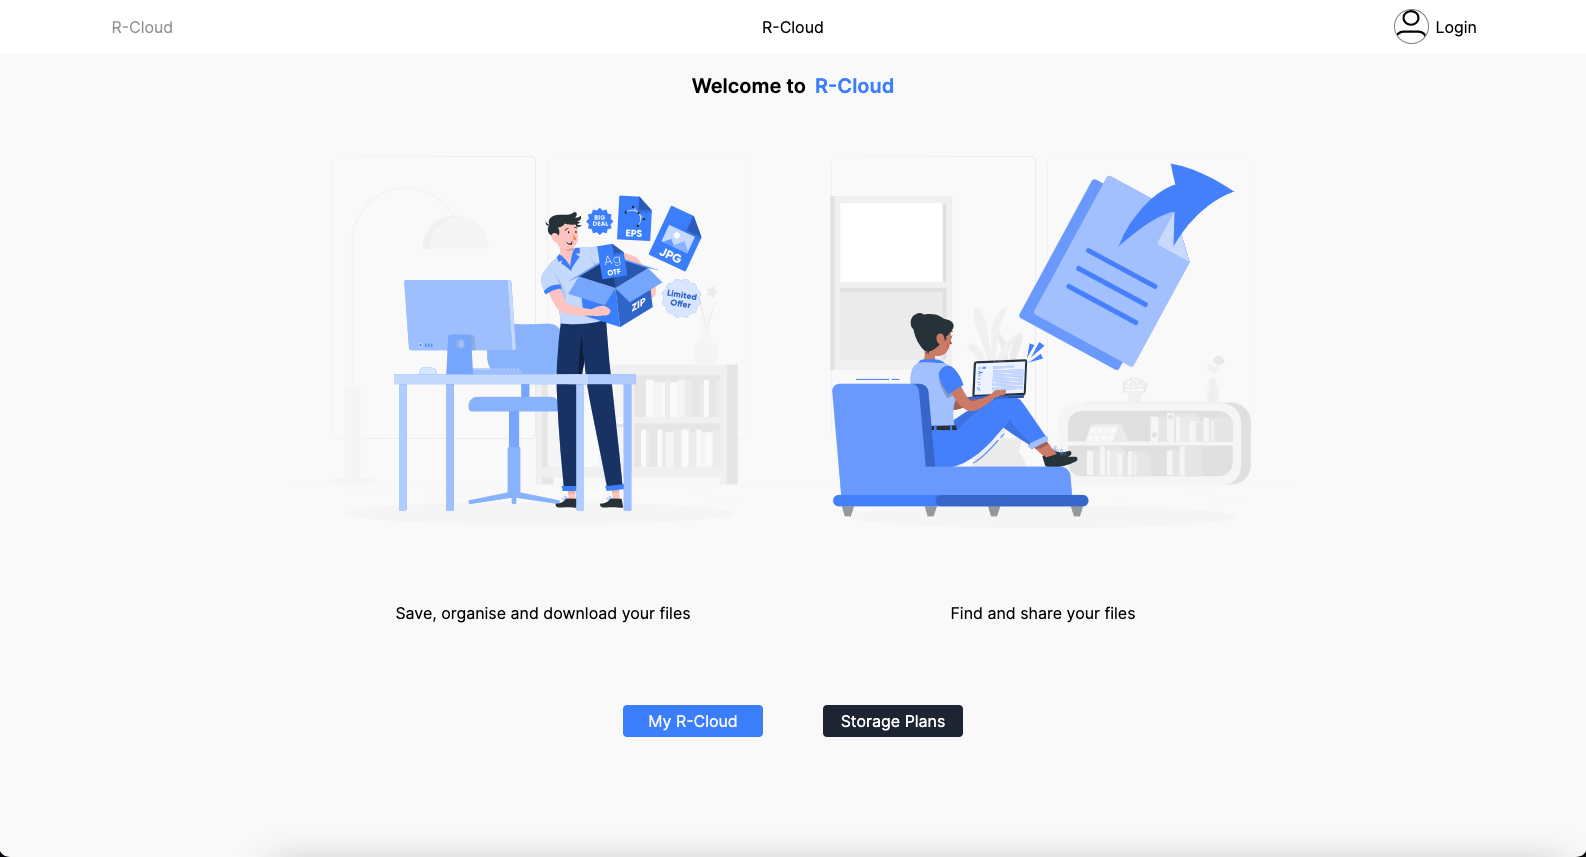 R-Cloud
R-Cloud
Login
Welcome to R-Cloud
BIG
DEAL
EPS
JPG
Ag
OTF
ZIP
Limited
Offer
Save, organise and download your files
Find and share your files
My R-Cloud
Storage Plans